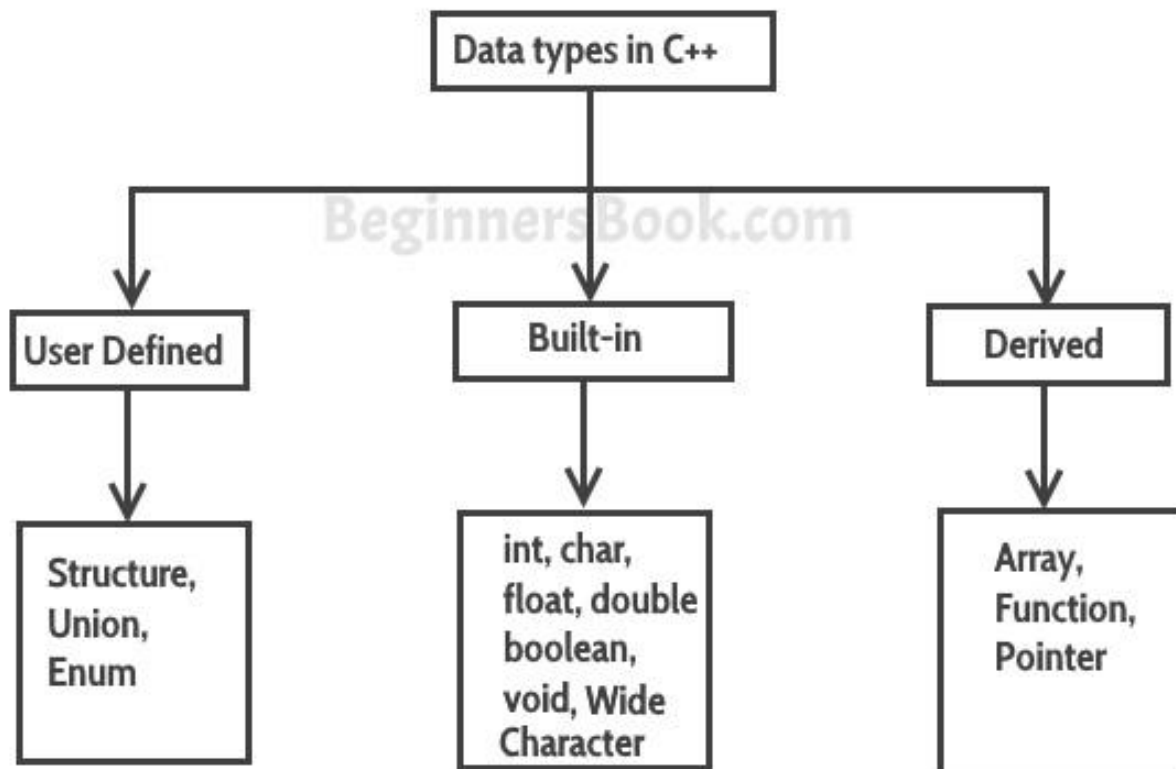 Data types in C++
BeginnersBook.com
User Defined
Built-in
Derived
Structure,
Union,
Enum
int, char,
float, double
boolean,
void, Wide
Character
Array,
Function,
Pointer